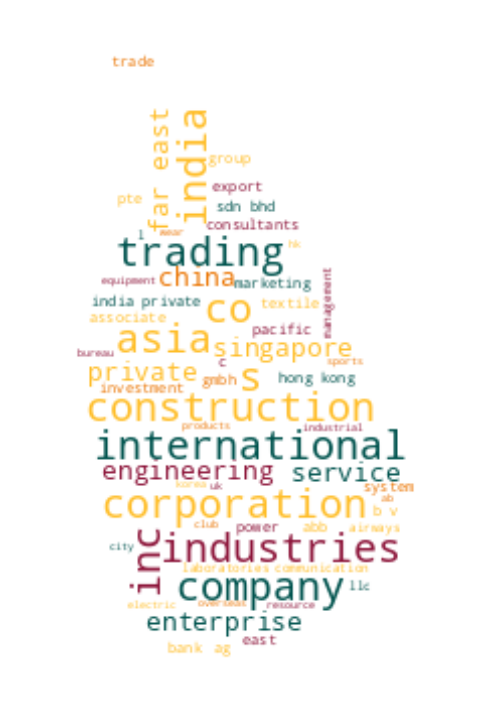 trade
far east
india
group
export
pte
sdn bhd
consultants
l
wear
trading
hk
china
equipment
marketing
management
india private
co
textile
associate
pacific
asia
singapore
bureau
c
sports
private
gmbh
s
hong kong
investment
construction
products
industrial
international
engineering
service
korea
uk
system
ab
corporation
b v
club
power
abb
airways
inc
city
industries
laboratories
communication
company
llc
electric
overseas
resource
enterprise
east
bank
ag